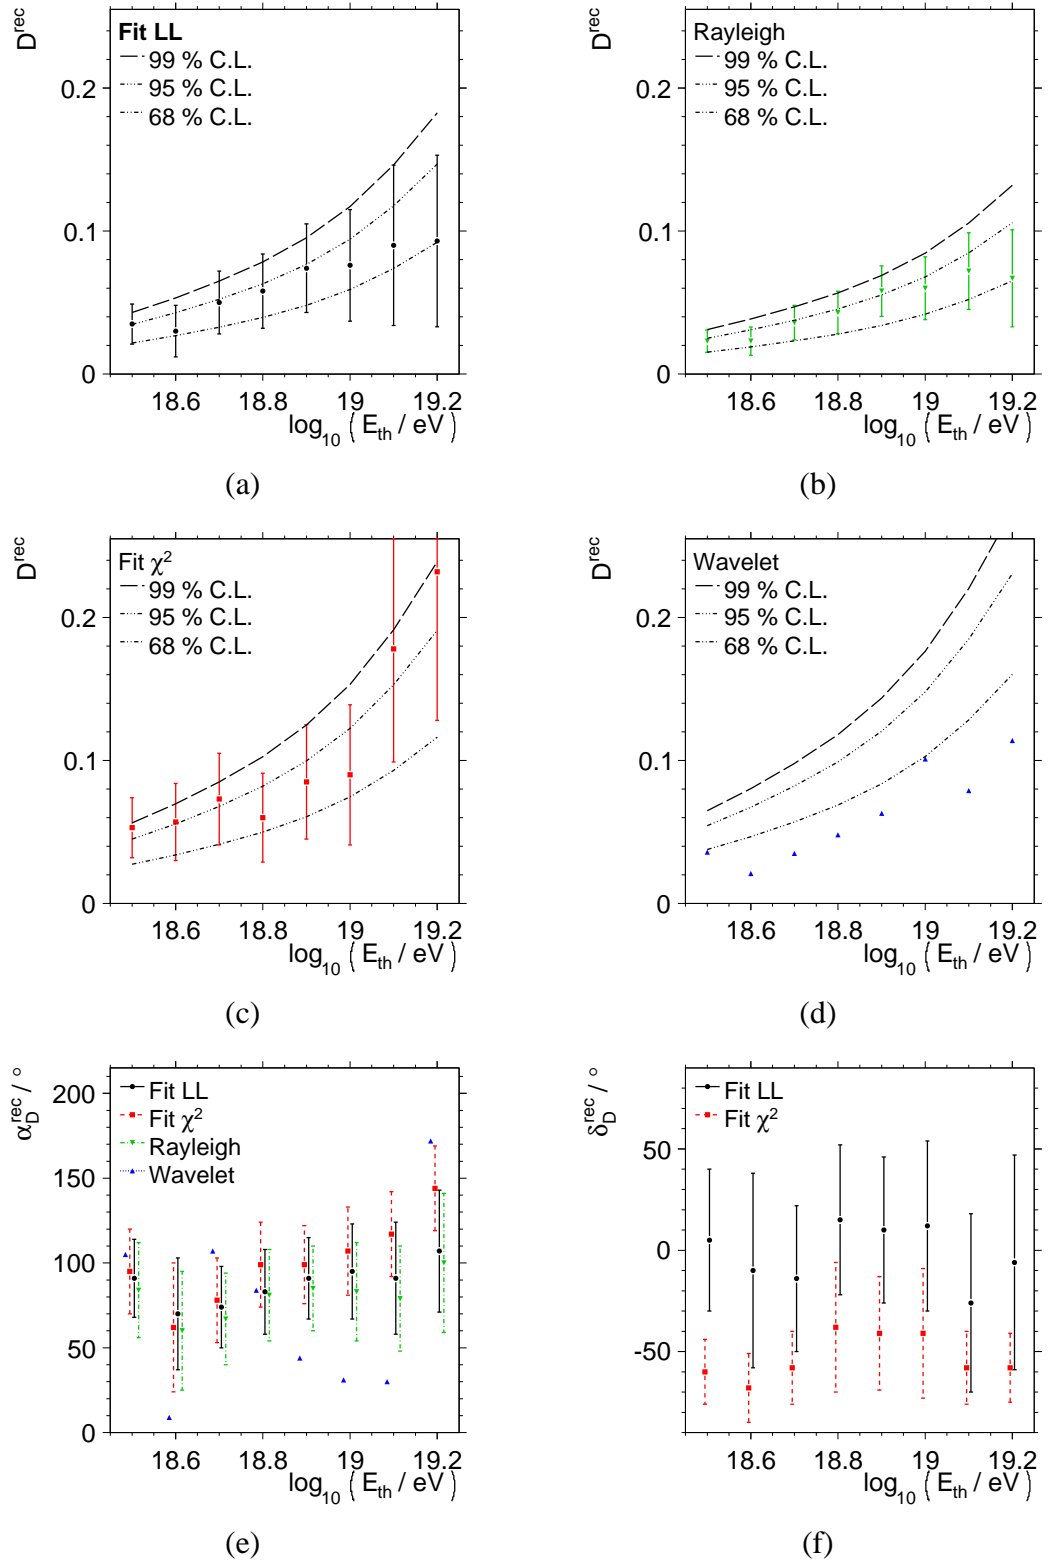 D^rec
Fit LL
99 % C.L.
95 % C.L.
68 % C.L.
0.2
0.1
0
18.6 18.8 19 19.2
log₁₀ ( E_th / eV )
(a)
D^rec
Rayleigh
99 % C.L.
95 % C.L.
68 % C.L.
0.2
0.1
0
18.6 18.8 19 19.2
log₁₀ ( E_th / eV )
(b)
D^rec
Fit χ²
99 % C.L.
95 % C.L.
68 % C.L.
0.2
0.1
0
18.6 18.8 19 19.2
log₁₀ ( E_th / eV )
(c)
D^rec
Wavelet
99 % C.L.
95 % C.L.
68 % C.L.
0.2
0.1
0
18.6 18.8 19 19.2
log₁₀ ( E_th / eV )
(d)
α_D^rec / °
Fit LL
Fit χ²
Rayleigh
Wavelet
200
150
100
50
0
18.6 18.8 19 19.2
log₁₀ ( E_th / eV )
(e)
δ_D^rec / °
Fit LL
Fit χ²
50
0
-50
18.6 18.8 19 19.2
log₁₀ ( E_th / eV )
(f)